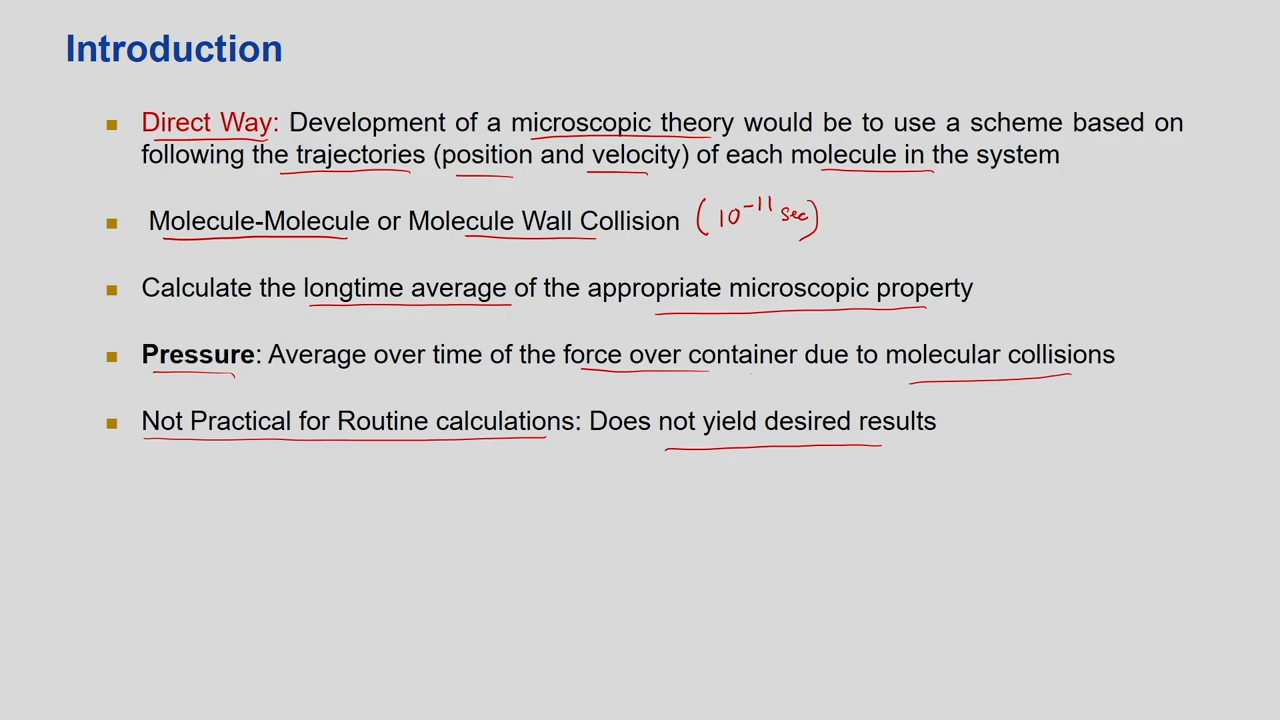 Introduction
Direct Way: Development of a microscopic theory would be to use a scheme based on
following the trajectories (position and velocity) of each molecule in the system
Molecule-Molecule or Molecule Wall Collision (10⁻¹¹ sec)
Calculate the longtime average of the appropriate microscopic property
Pressure: Average over time of the force over container due to molecular collisions
Not Practical for Routine calculations: Does not yield desired results